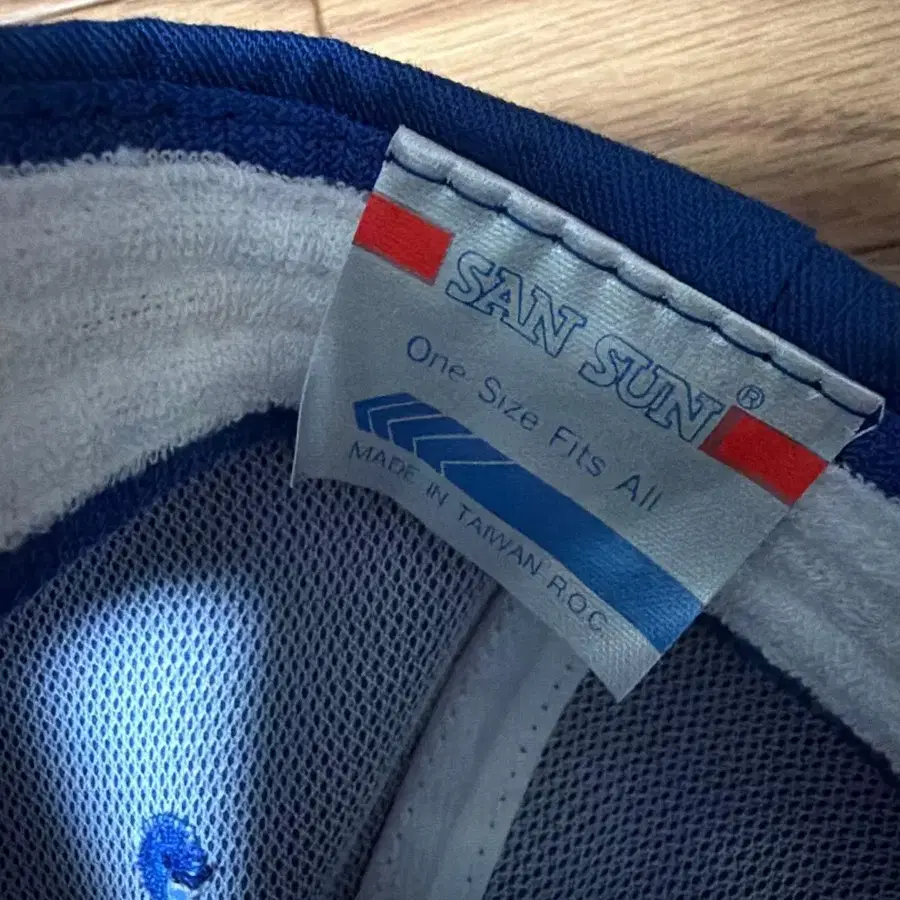 SAN SUN®
One Size Fits All
MADE IN TAIWAN R.O.C.